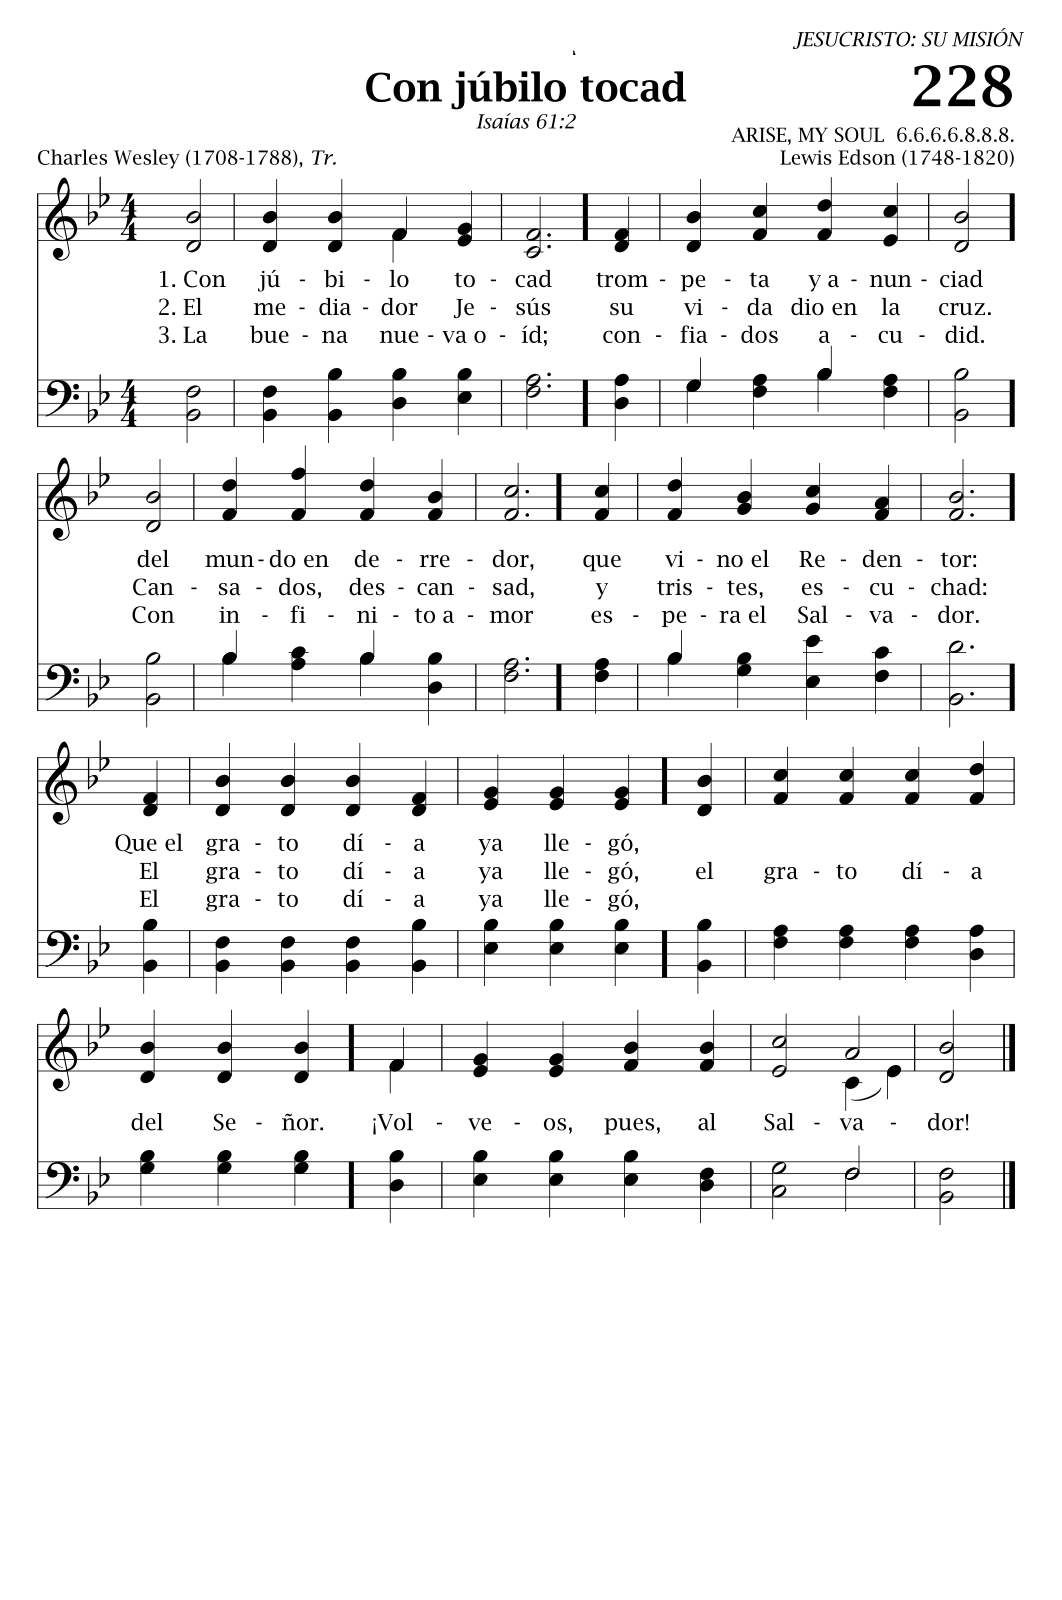 JESUCRISTO: SU MISIÓN
Con júbilo tocad
228
Isaías 61:2
ARISE, MY SOUL 6.6.6.6.8.8.8.
Charles Wesley (1708-1788), Tr.
Lewis Edson (1748-1820)
4 4
1. Con jú - bi - lo to - cad trom - pe - ta y a - nun - ciad
2. El me - dia - dor Je - sús su vi - da dio en la cruz.
3. La bue - na nue - va o - íd; con - fia - dos a - cu - did.
4 4
del mun - do en de - rre - dor, que vi - no el Re - den - tor:
Can - sa - dos, des - can - sad, y tris - tes, es - cu - chad:
Con in - fi - ni - to a - mor es - pe - ra el Sal - va - dor.
Que el gra - to dí - a ya lle - gó,
El gra - to dí - a ya lle - gó, el gra - to dí - a
El gra - to dí - a ya lle - gó,
del Se - ñor. ¡Vol - ve - os, pues, al Sal - va - dor!